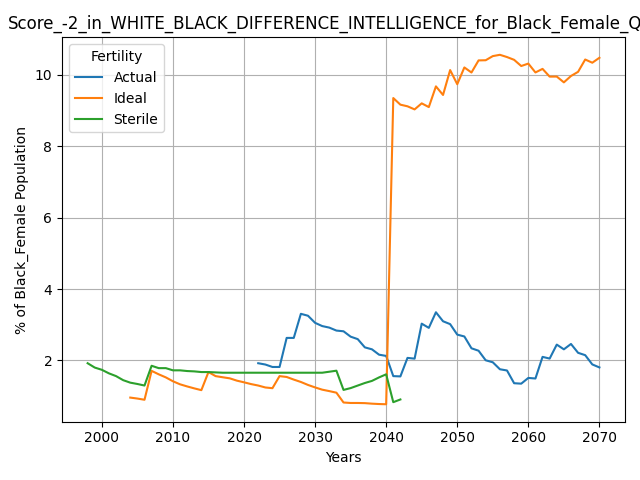 Score_-2_in_WHITE_BLACK_DIFFERENCE_INTELLIGENCE_for_Black_Female_Q
Fertility
Actual
Ideal
Sterile
% of Black_Female Population
10
8
6
4
2
2000 2010 2020 2030 2040 2050 2060 2070
Years